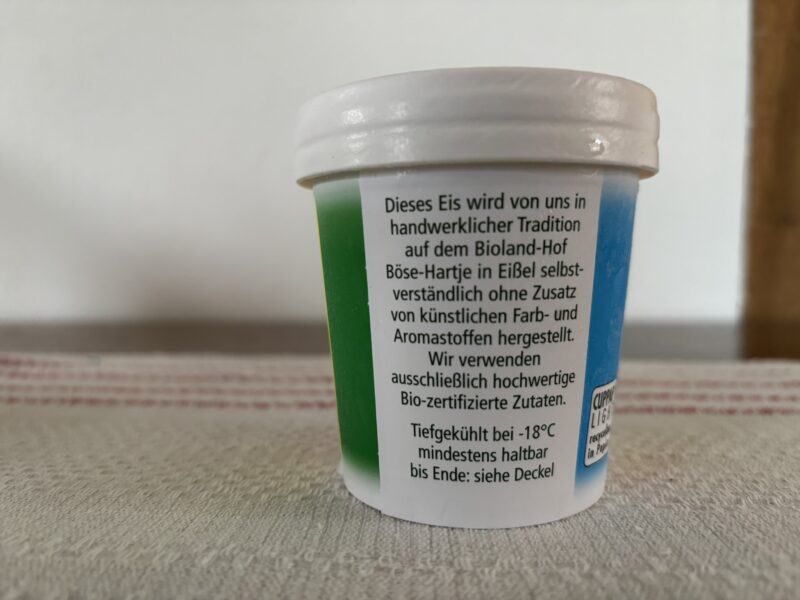 Dieses Eis wird von uns in
handwerklicher Tradition
auf dem Bioland-Hof
Böse-Hartje in Eißel selbst-
verständlich ohne Zusatz
von künstlichen Farb- und
Aromastoffen hergestellt.
Wir verwenden
ausschließlich hochwertige
Bio-zertifizierte Zutaten.
Tiefgekühlt bei -18°C
mindestens haltbar
bis Ende: siehe Deckel
in